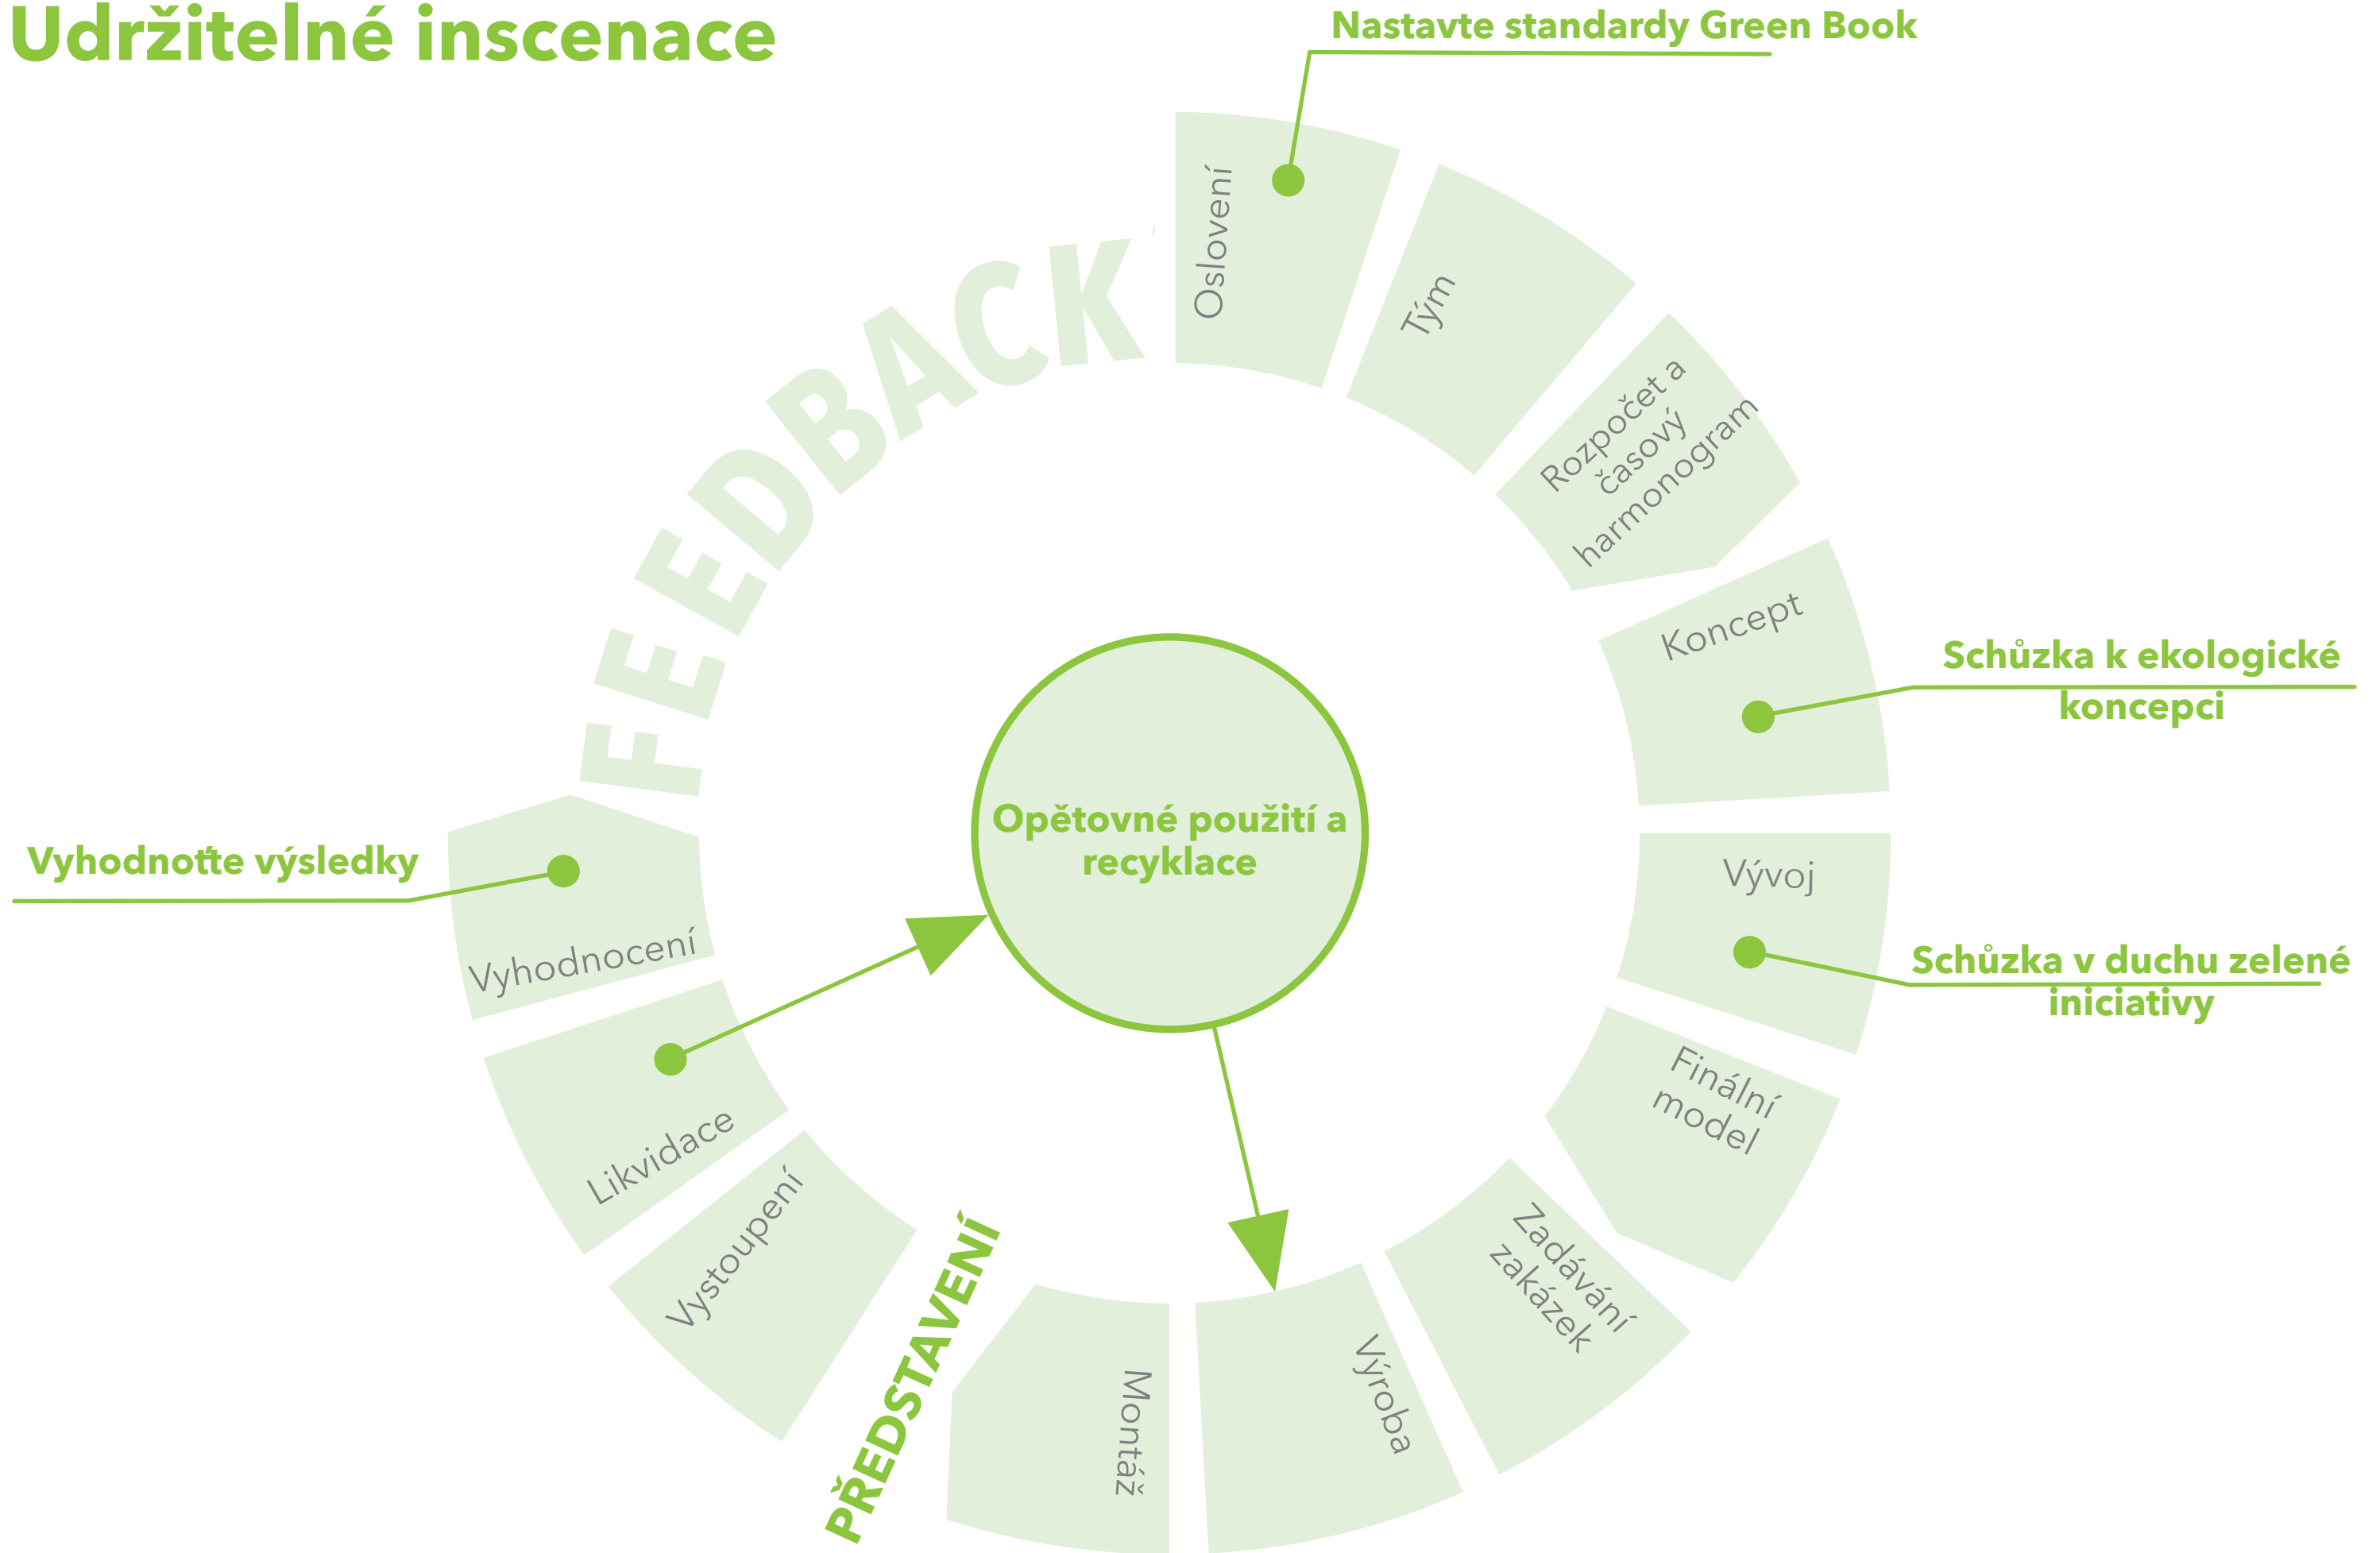 Udržitelné inscenace
Nastavte standardy Green Book
Oslovení
Tým
Rozpočet a
časový
harmonogram
Koncept
Schůzka k ekologické
koncepci
Vývoj
Schůzka v duchu zelené
iniciativy
Finální
model
Zadávání
zakázek
Výroba
Montáž
PŘEDSTAVENÍ
Vystoupení
Likvidace
Vyhodnocení
Vyhodnoťte výsledky
FEEDBACK
Opětovné použití a
recyklace